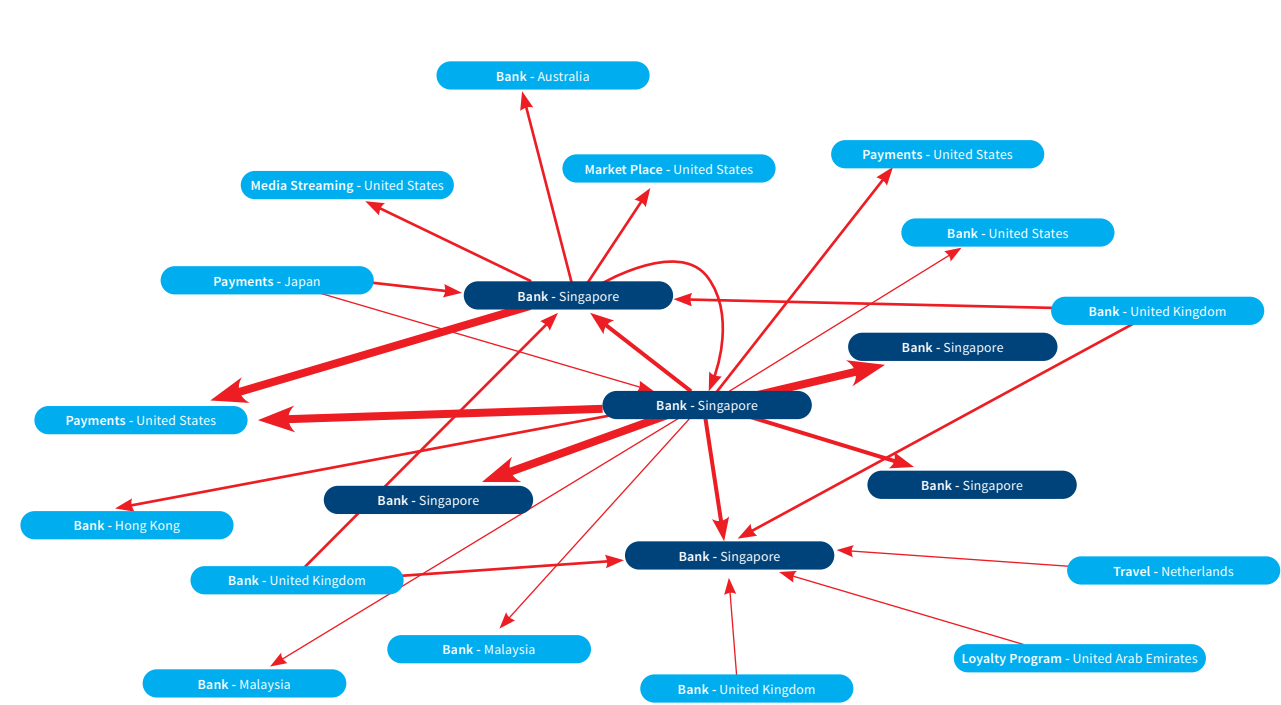 Bank - Australia
Payments - United States
Market Place - United States
Media Streaming - United States
Bank - United States
Payments - Japan
Bank - Singapore
Bank - United Kingdom
Bank - Singapore
Bank - Singapore
Payments - United States
Bank - Singapore
Bank - Singapore
Bank - Hong Kong
Bank - Singapore
Travel - Netherlands
Bank - United Kingdom
Bank - Malaysia
Loyalty Program - United Arab Emirates
Bank - Malaysia
Bank - United Kingdom